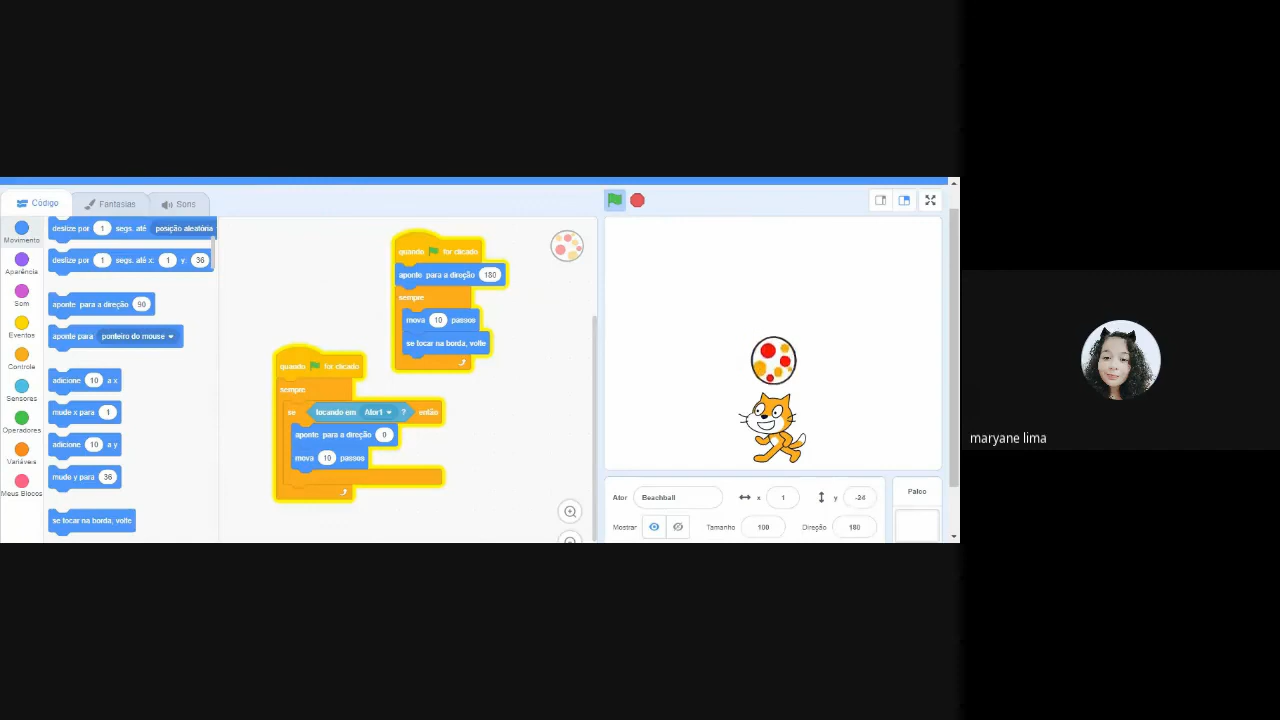 Código
Fantasias
Sons
Movimento
Aparência
Som
Eventos
Controle
Sensores
Operadores
Variáveis
Meus Blocos
deslize por 1 segs. até posição aleatória
deslize por 1 segs. até x: 1 y: 36
aponte para a direção 90
aponte para ponteiro do mouse
adicione 10 a x
mude x para 1
adicione 10 a y
mude y para 36
se tocar na borda, volte
quando for clicado
aponte para a direção 180
sempre
mova 10 passos
se tocar na borda, volte
quando for clicado
sempre
se tocando em Ator1 ? então
aponte para a direção 0
mova 10 passos
Ator Beachball x 1 y -24
Mostrar Tamanho 100 Direção 180
Palco
maryane lima